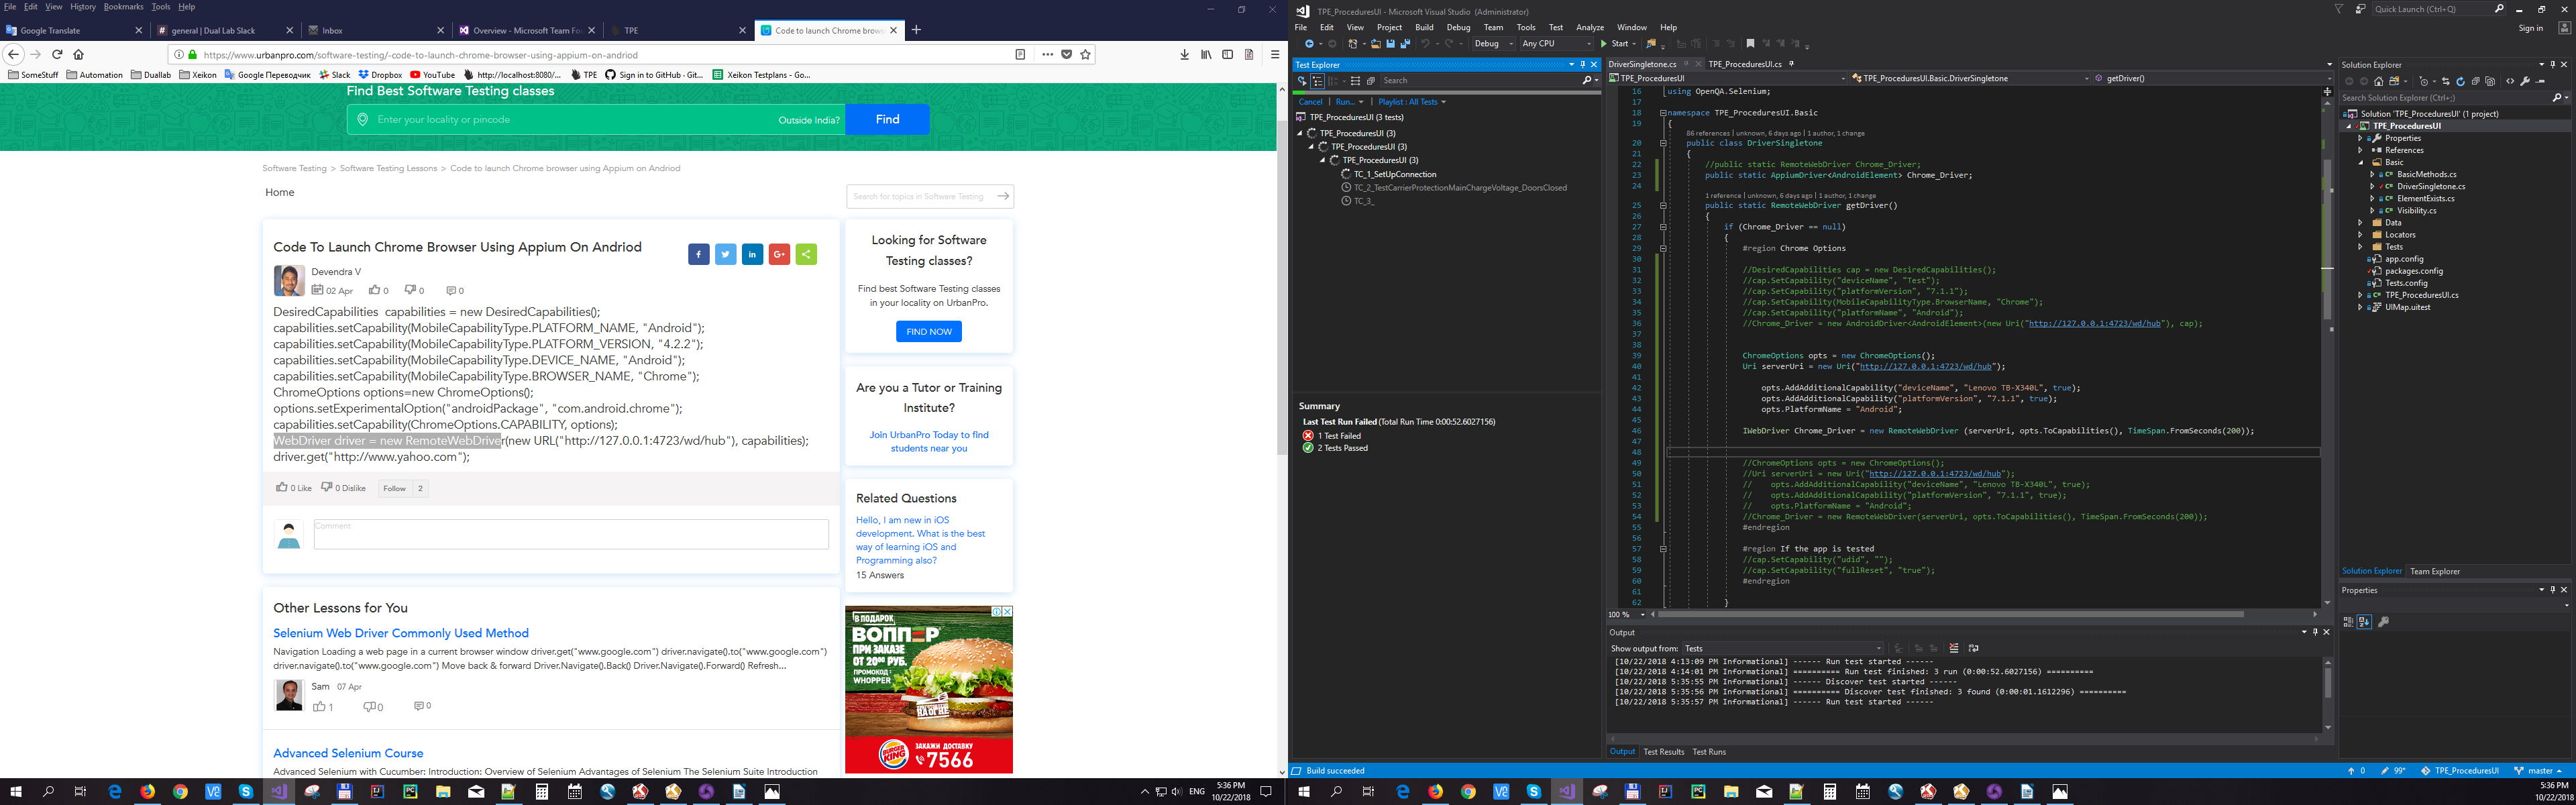 File Edit View History Bookmarks Tools Help
Google Translate
general | Dual Lab Slack
Inbox
Overview - Microsoft Team Fou
TPE
Code to launch Chrome brows
https://www.urbanpro.com/software-testing/-code-to-launch-chrome-browser-using-appium-on-andriod
SomeStuff Automation Duallab Xeikon Google Переводчик Slack Dropbox YouTube http://localhost:8080/... TPE Sign in to GitHub · Git... Xeikon Testplans - Go...
Find Best Software Testing classes
Enter your locality or pincode Outside India? Find
Software Testing > Software Testing Lessons > Code to launch Chrome browser using Appium on Andriod
Home
Search for topics in Software Testing
Code To Launch Chrome Browser Using Appium On Andriod
Devendra V
02 Apr 0 0 0
DesiredCapabilities capabilities = new DesiredCapabilities();
capabilities.setCapability(MobileCapabilityType.PLATFORM_NAME, "Android");
capabilities.setCapability(MobileCapabilityType.PLATFORM_VERSION, "4.2.2");
capabilities.setCapability(MobileCapabilityType.DEVICE_NAME, "Android");
capabilities.setCapability(MobileCapabilityType.BROWSER_NAME, "Chrome");
ChromeOptions options=new ChromeOptions();
options.setExperimentalOption("androidPackage", "com.android.chrome");
capabilities.setCapability(ChromeOptions.CAPABILITY, options);
WebDriver driver = new RemoteWebDriver(new URL("http://127.0.0.1:4723/wd/hub"), capabilities);
driver.get("http://www.yahoo.com");
0 Like 0 Dislike Follow 2
Comment
Other Lessons for You
Selenium Web Driver Commonly Used Method
Navigation Loading a web page in a current browser window driver.get("www.google.com") driver.navigate().to("www.google.com")
driver.navigate().to("www.google.com") Move back & forward Driver.Navigate().Back() Driver.Navigate().Forward() Refresh...
Sam 07 Apr
1 0 0
Advanced Selenium Course
Advanced Selenium with Cucumber: Introduction: Overview of Selenium Advantages of Selenium The Selenium Suite Introduction
Looking for Software
Testing classes?
Find best Software Testing classes
in your locality on UrbanPro.
FIND NOW
Are you a Tutor or Training
Institute?
Join UrbanPro Today to find
students near you
Related Questions
Hello, I am new in iOS
development. What is the best
way of learning iOS and
Programming also?
15 Answers
В ПОДАРОК
ВОППЕР
ПРИ ЗАКАЗЕ
ОТ 2000 РУБ.
ПРОМОКОД:
WHOPPER
BURGER KING
ЗАКАЖИ ДОСТАВКУ
*7566
ENG
5:36 PM
10/22/2018
TPE_ProceduresUI - Microsoft Visual Studio (Administrator)
Quick Launch (Ctrl+Q)
File Edit View Project Build Debug Team Tools Test Analyze Window Help
Sign in
Debug Any CPU Start
Test Explorer
Search
Cancel | Run... | Playlist : All Tests
TPE_ProceduresUI (3 tests)
TPE_ProceduresUI (3)
TPE_ProceduresUI (3)
TPE_ProceduresUI (3)
TC_1_SetUpConnection
TC_2_TestCarrierProtectionMainChargeVoltage_DoorsClosed
TC_3_
Summary
Last Test Run Failed (Total Run Time 0:00:52.6027156)
1 Test Failed
2 Tests Passed
DriverSingletone.cs TPE_ProceduresUI.cs
TPE_ProceduresUI TPE_ProceduresUI.Basic.DriverSingletone getDriver()
16 using OpenQA.Selenium;
17
18 namespace TPE_ProceduresUI.Basic
19 {
86 references | unknown, 6 days ago | 1 author, 1 change
20 public class DriverSingletone
21 {
22 //public static RemoteWebDriver Chrome_Driver;
23 public static AppiumDriver<AndroidElement> Chrome_Driver;
24
1 reference | unknown, 6 days ago | 1 author, 1 change
25 public static RemoteWebDriver getDriver()
26 {
27 if (Chrome_Driver == null)
28 {
29 #region Chrome Options
30
31 //DesiredCapabilities cap = new DesiredCapabilities();
32 //cap.SetCapability("deviceName", "Test");
33 //cap.SetCapability("platformVersion", "7.1.1");
34 //cap.SetCapability(MobileCapabilityType.BrowserName, "Chrome");
35 //cap.SetCapability("platformName", "Android");
36 //Chrome_Driver = new AndroidDriver<AndroidElement>(new Uri("http://127.0.0.1:4723/wd/hub"), cap);
37
38
39 ChromeOptions opts = new ChromeOptions();
40 Uri serverUri = new Uri("http://127.0.0.1:4723/wd/hub");
41
42 opts.AddAdditionalCapability("deviceName", "Lenovo TB-X340L", true);
43 opts.AddAdditionalCapability("platformVersion", "7.1.1", true);
44 opts.PlatformName = "Android";
45
46 IWebDriver Chrome_Driver = new RemoteWebDriver (serverUri, opts.ToCapabilities(), TimeSpan.FromSeconds(200));
47
48
49 //ChromeOptions opts = new ChromeOptions();
50 //Uri serverUri = new Uri("http://127.0.0.1:4723/wd/hub");
51 // opts.AddAdditionalCapability("deviceName", "Lenovo TB-X340L", true);
52 // opts.AddAdditionalCapability("platformVersion", "7.1.1", true);
53 // opts.PlatformName = "Android";
54 //Chrome_Driver = new RemoteWebDriver(serverUri, opts.ToCapabilities(), TimeSpan.FromSeconds(200));
55 #endregion
56
57 #region If the app is tested
58 //cap.SetCapability("udid", "");
59 //cap.SetCapability("fullReset", "true");
60 #endregion
61
62 }
100 %
Output
Show output from: Tests
[10/22/2018 4:13:09 PM Informational] ------ Run test started ------
[10/22/2018 4:14:01 PM Informational] ========== Run test finished: 3 run (0:00:52.6027156) ==========
[10/22/2018 5:35:55 PM Informational] ------ Discover test started ------
[10/22/2018 5:35:56 PM Informational] ========== Discover test finished: 3 found (0:00:01.1612296) ==========
[10/22/2018 5:35:57 PM Informational] ------ Run test started ------
Output Test Results Test Runs
Solution Explorer
Search Solution Explorer (Ctrl+;)
Solution 'TPE_ProceduresUI' (1 project)
TPE_ProceduresUI
Properties
References
Basic
BasicMethods.cs
DriverSingletone.cs
ElementExists.cs
Visibility.cs
Data
Locators
Tests
app.config
packages.config
Tests.config
TPE_ProceduresUI.cs
UIMap.uitest
Solution Explorer Team Explorer
Properties
Build succeeded
0 99* TPE_ProceduresUI master
5:36 PM
10/22/2018